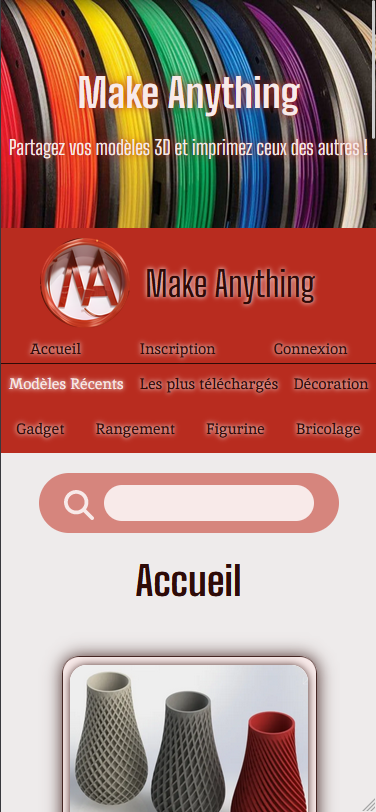 Make Anything
Partagez vos modèles 3D et imprimez ceux des autres !
MA
Make Anything
Accueil
Inscription
Connexion
Modèles Récents
Les plus téléchargés
Décoration
Gadget
Rangement
Figurine
Bricolage
Accueil